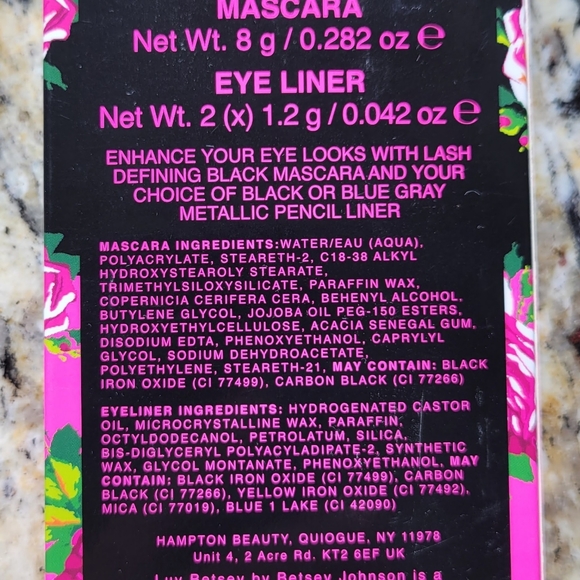 MASCARA
Net Wt. 8 g / 0.282 oz ℮
EYE LINER
Net Wt. 2 (x) 1.2 g / 0.042 oz ℮
ENHANCE YOUR EYE LOOKS WITH LASH
DEFINING BLACK MASCARA AND YOUR
CHOICE OF BLACK OR BLUE GRAY
METALLIC PENCIL LINER
MASCARA INGREDIENTS:WATER/EAU (AQUA),
POLYACRYLATE, STEARETH-2, C18-38 ALKYL
HYDROXYSTEAROLY STEARATE,
TRIMETHYLSILOXYSILICATE, PARAFFIN WAX,
COPERNICIA CERIFERA CERA, BEHENYL ALCOHOL,
BUTYLENE GLYCOL, JOJOBA OIL PEG-150 ESTERS,
HYDROXYETHYLCELLULOSE, ACACIA SENEGAL GUM,
DISODIUM EDTA, PHENOXYETHANOL, CAPRYLYL
GLYCOL, SODIUM DEHYDROACETATE,
POLYETHYLENE, STEARETH-21, MAY CONTAIN: BLACK
IRON OXIDE (CI 77499), CARBON BLACK (CI 77266)
EYELINER INGREDIENTS: HYDROGENATED CASTOR
OIL, MICROCRYSTALLINE WAX, PARAFFIN,
OCTYLDODECANOL, PETROLATUM, SILICA,
BIS-DIGLYCERYL POLYACYLADIPATE-2, SYNTHETIC
WAX, GLYCOL MONTANATE, PHENOXYETHANOL, MAY
CONTAIN: BLACK IRON OXIDE (CI 77499), CARBON
BLACK (CI 77266), YELLOW IRON OXIDE (CI 77492),
MICA (CI 77019), BLUE 1 LAKE (CI 42090)
HAMPTON BEAUTY, QUIOGUE, NY 11978
Unit 4, 2 Acre Rd. KT2 6EF UK
Luv Betsey by Betsey Johnson is a